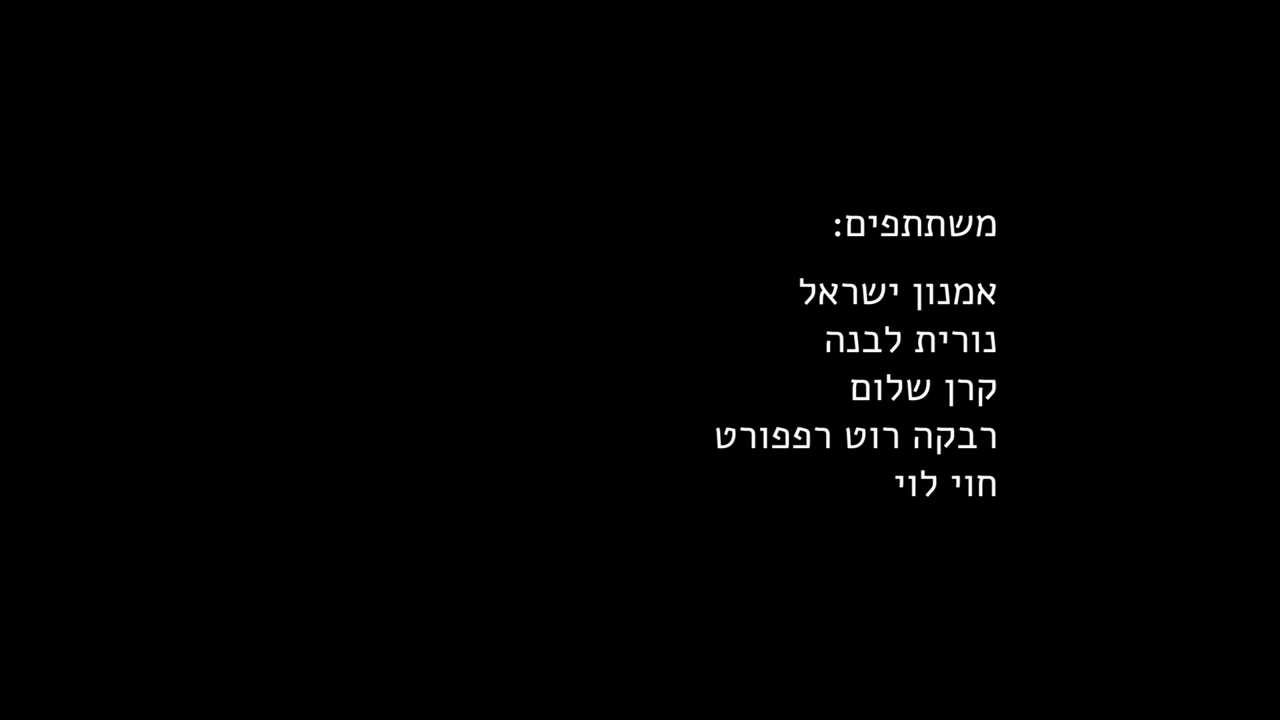 משתתפים:
אמנון ישראל
נורית לבנה
קרן שלום
רבקה רוט רפפורט
חוי לוי